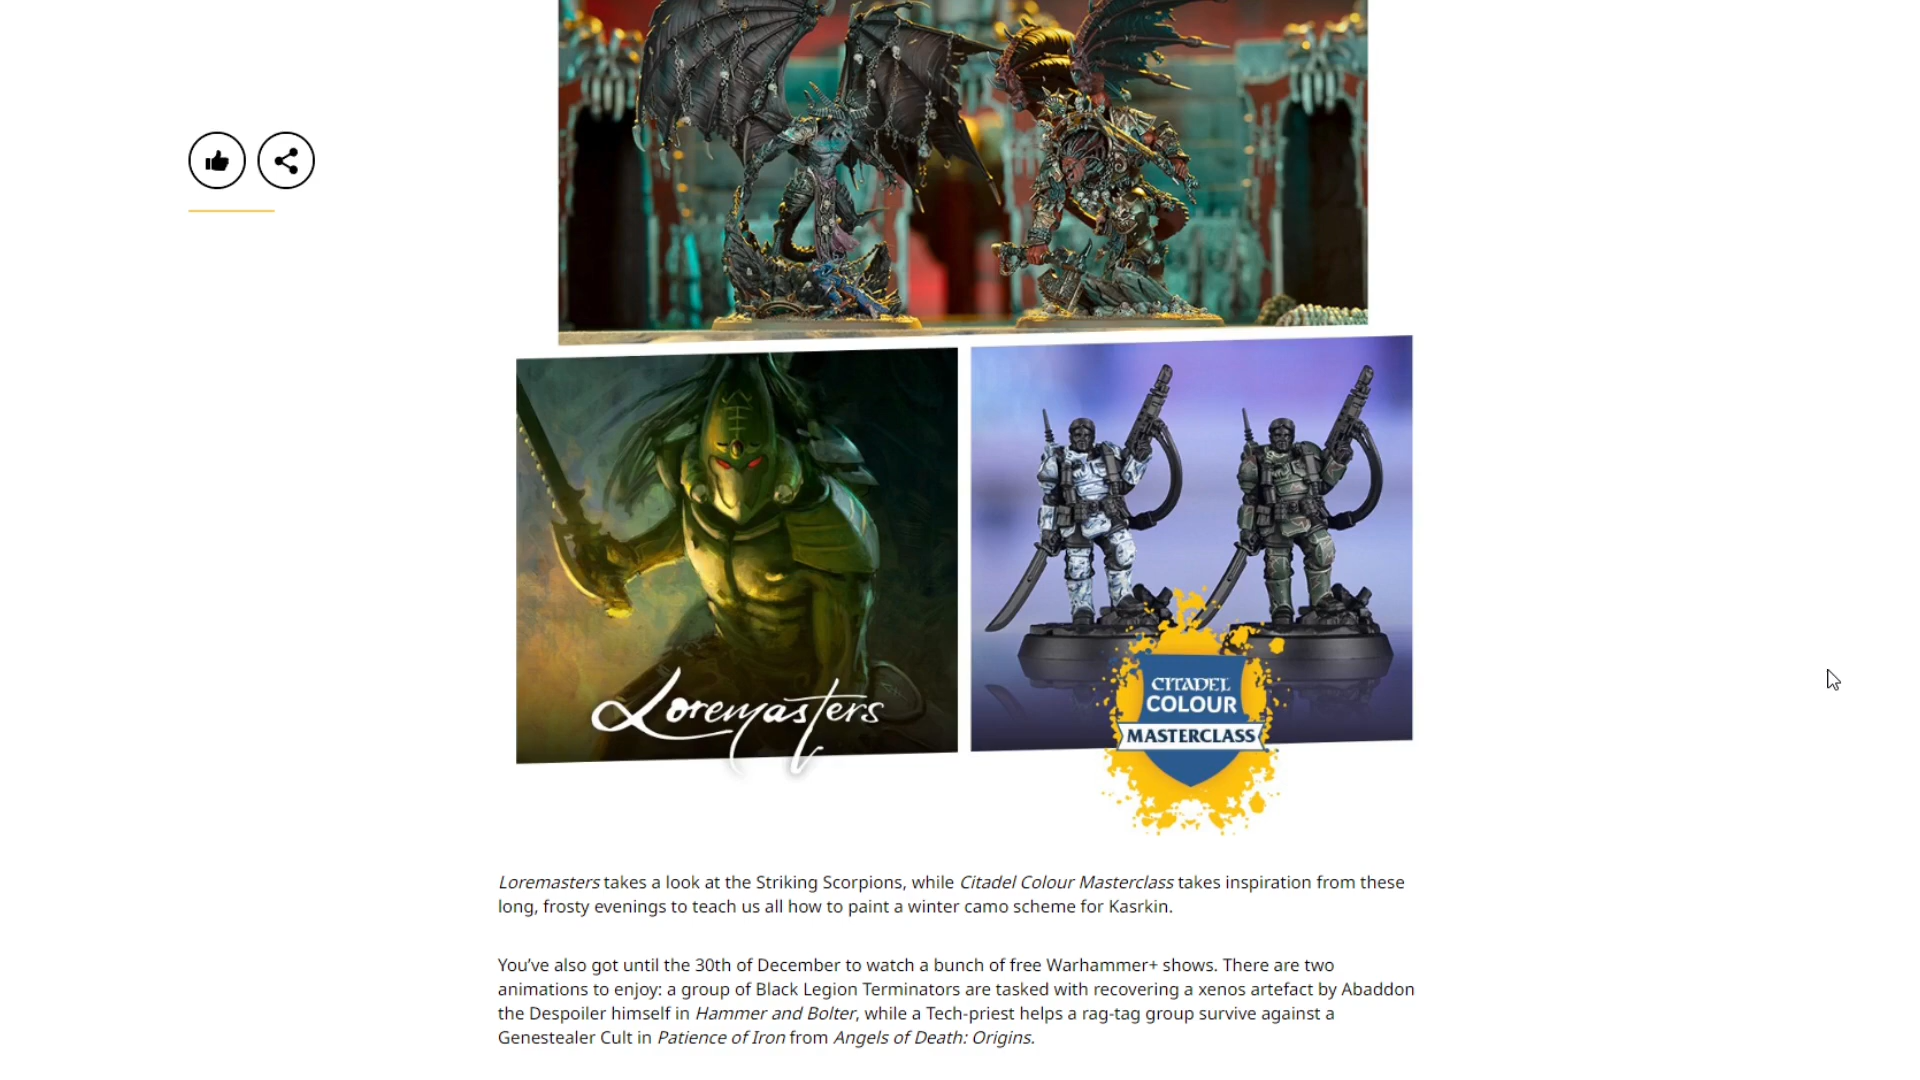 Loremasters
CITADEL
COLOUR
MASTERCLASS
Loremasters takes a look at the Striking Scorpions, while Citadel Colour Masterclass takes inspiration from these
long, frosty evenings to teach us all how to paint a winter camo scheme for Kasrkin.
You’ve also got until the 30th of December to watch a bunch of free Warhammer+ shows. There are two
animations to enjoy: a group of Black Legion Terminators are tasked with recovering a xenos artefact by Abaddon
the Despoiler himself in Hammer and Bolter, while a Tech-priest helps a rag-tag group survive against a
Genestealer Cult in Patience of Iron from Angels of Death: Origins.